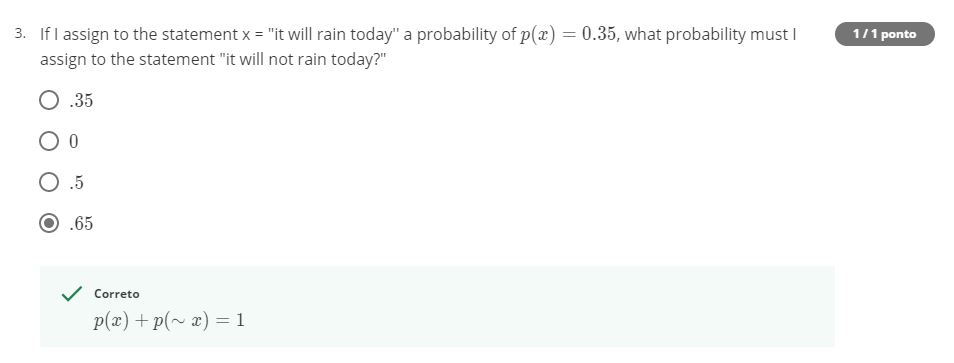 3. If I assign to the statement x = "it will rain today'' a probability of p(x) = 0.35, what probability must I
1 / 1 ponto
assign to the statement "it will not rain today?"
.35
0
.5
.65
Correto
p(x) + p(∼ x) = 1